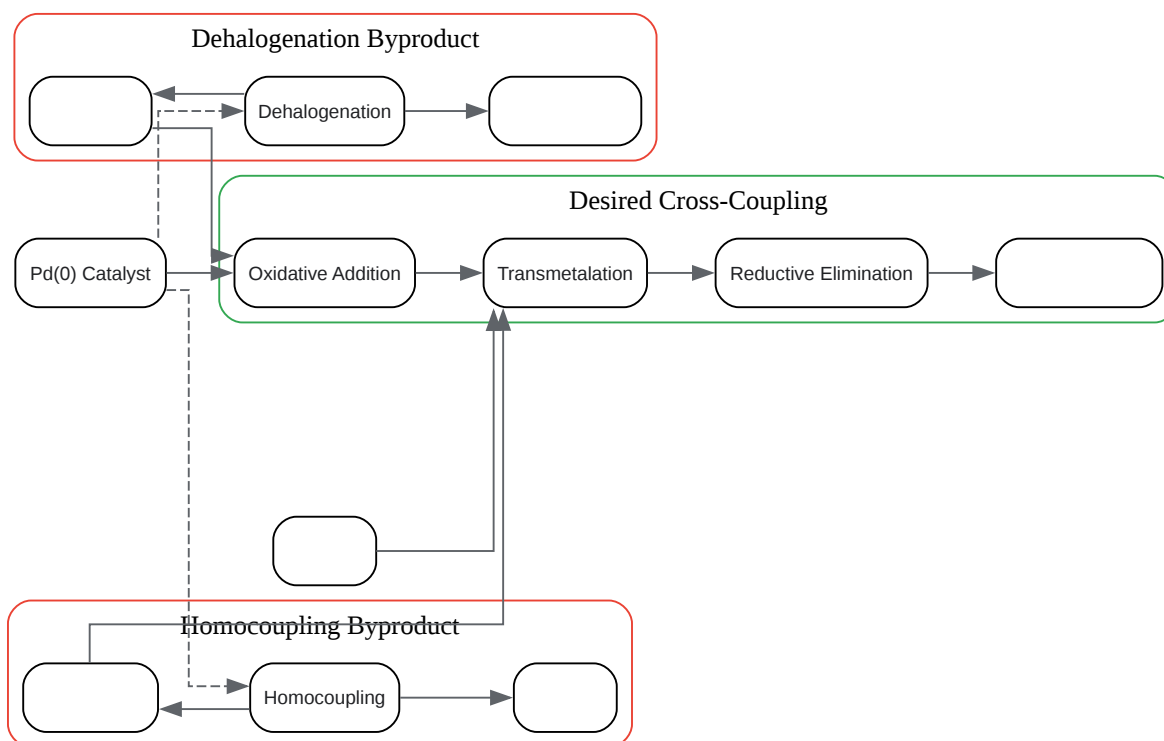 Dehalogenation Byproduct
Dehalogenation
Desired Cross-Coupling
Pd(0) Catalyst
Oxidative Addition
Transmetalation
Reductive Elimination
Homocoupling Byproduct
Homocoupling